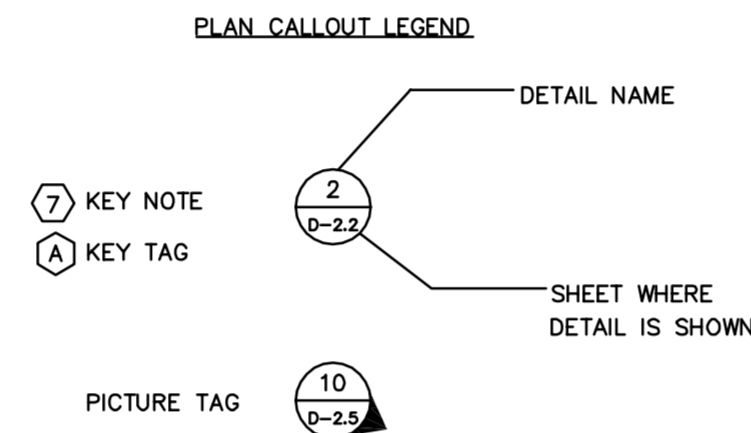 PLAN CALLOUT LEGEND
DETAIL NAME
2
D-2.2
7 KEY NOTE
A KEY TAG
SHEET WHERE
DETAIL IS SHOWN
PICTURE TAG
10
D-2.5